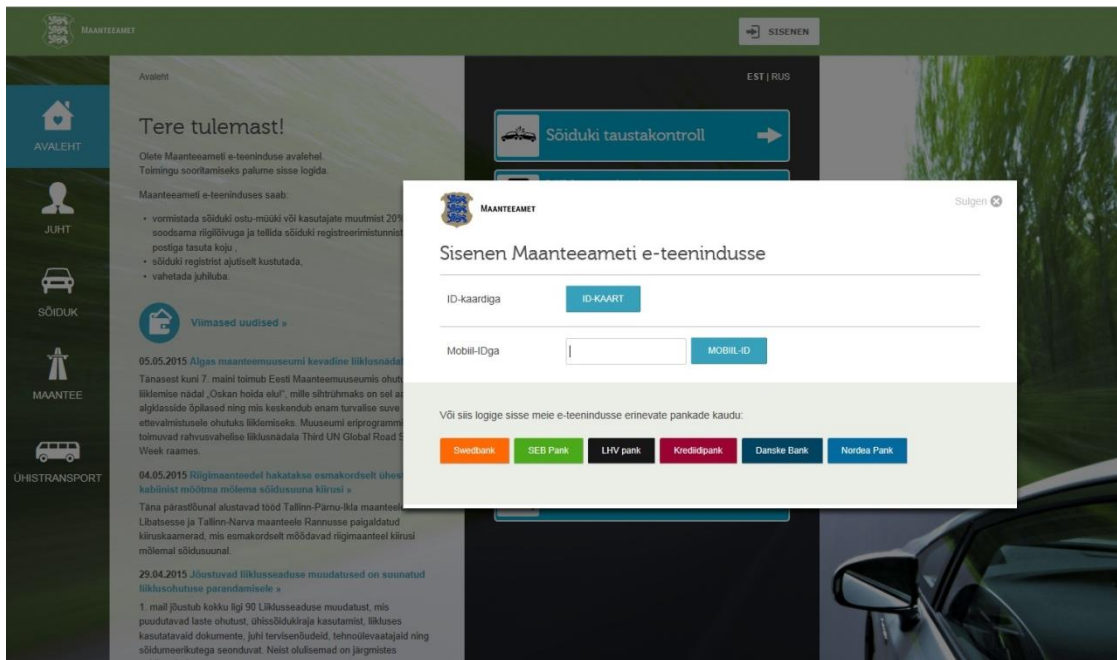 MAANTEEAMET
SISENEN
Avaleht
EST | RUS
AVALEHT
JUHT
SÕIDUK
MAANTEE
ÜHISTRANSPORT
Tere tulemast!
Olete Maanteeameti e-teeninduse avalehel.
Toimingu sooritamiseks palume sisse logida.
Maanteeameti e-teeninduses saab:
• vormistada sõiduki ostu-müüki või kasutajate muutmist 20%
soodsama riigilõivuga ja tellida sõiduki registreerimistunnist
postiga tasuta koju ,
• sõiduki registrist ajutiselt kustutada,
• vahetada juhiluba.
Viimased uudised »
05.05.2015 Algas maanteemuuseumi kevadine liiklusnädal
Tänasest kuni 7. maini toimub Eesti Maanteemuuseumis ohutu
liiklemise nädal „Oskan hoida elu!", mille sihtrühmaks on sel
algklasside õpilased ning mis keskendub enam turvalise suve
ettevalmistusele ohutuks liiklemiseks. Muuseumi eriprogrammi
toimuvad rahvusvahelise liiklusnädala Third UN Global Road S
Week raames.
04.05.2015 Riigimaanteedel hakatakse esmakordselt ühest
kabiinist mõõtma mõlema sõidusuuna kiirusi »
Täna pärastlõunal alustavad tööd Tallinn-Pärnu-Ikla maanteele
Libatsesse ja Tallinn-Narva maanteele Rannusse paigaldatud
kiiruskaamerad, mis esmakordselt mõõdavad riigimaanteel kiirusi
mõlemal sõidusuunal.
29.04.2015 Jõustuvad liiklusseaduse muudatused on suunatud
liiklusohutuse parandamisele »
1. mail jõustub kokku ligi 90 Liiklusseaduse muudatust, mis
puudutavad laste ohutust, ühissõidukiraja kasutamist, liikluses
kasutatavaid dokumente, juhi tervisenõudeid, tehnoülevaatajaid ning
sõidumeerikutega seonduvat. Neist olulisemad on järgmistes
Sõiduki taustakontroll
MAANTEEAMET
Sulgen
Sisenen Maanteeameti e-teenindusse
ID-kaardiga ID-KAART
Mobiil-IDga MOBIIL-ID
Või siis logige sisse meie e-teenindusse erinevate pankade kaudu:
Swedbank SEB Pank LHV pank Krediidipank Danske Bank Nordea Pank